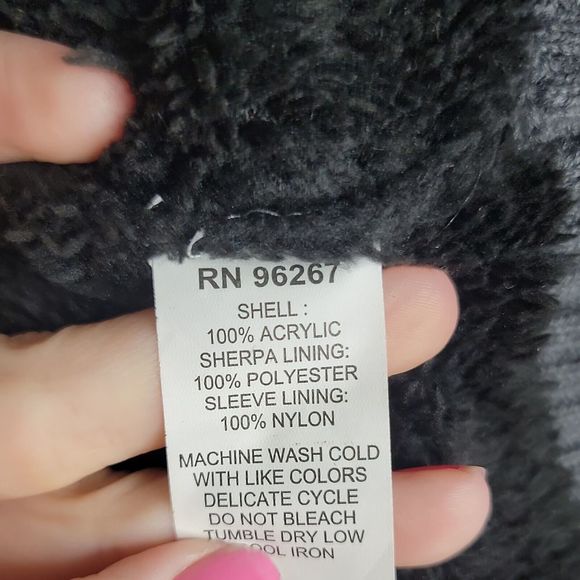 RN 96267
SHELL :
100% ACRYLIC
SHERPA LINING:
100% POLYESTER
SLEEVE LINING:
100% NYLON
MACHINE WASH COLD
WITH LIKE COLORS
DELICATE CYCLE
DO NOT BLEACH
TUMBLE DRY LOW
IRON